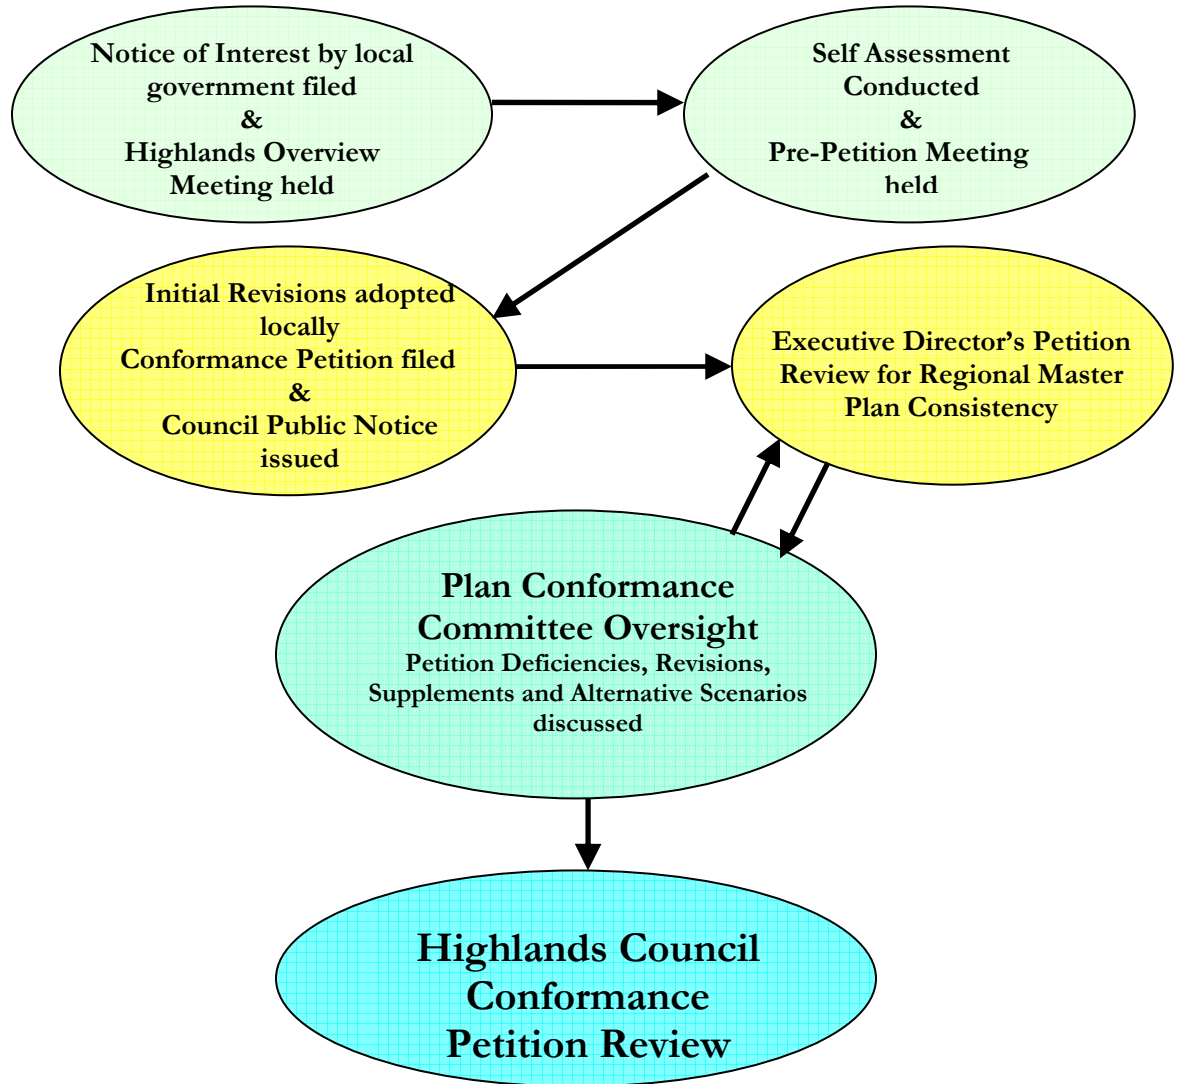 Notice of Interest by local
government filed
&
Highlands Overview
Meeting held
Self Assessment
Conducted
&
Pre-Petition Meeting
held
Initial Revisions adopted
locally
Conformance Petition filed
&
Council Public Notice
issued
Executive Director’s Petition
Review for Regional Master
Plan Consistency
Plan Conformance
Committee Oversight
Petition Deficiencies, Revisions,
Supplements and Alternative Scenarios
discussed
Highlands Council
Conformance
Petition Review